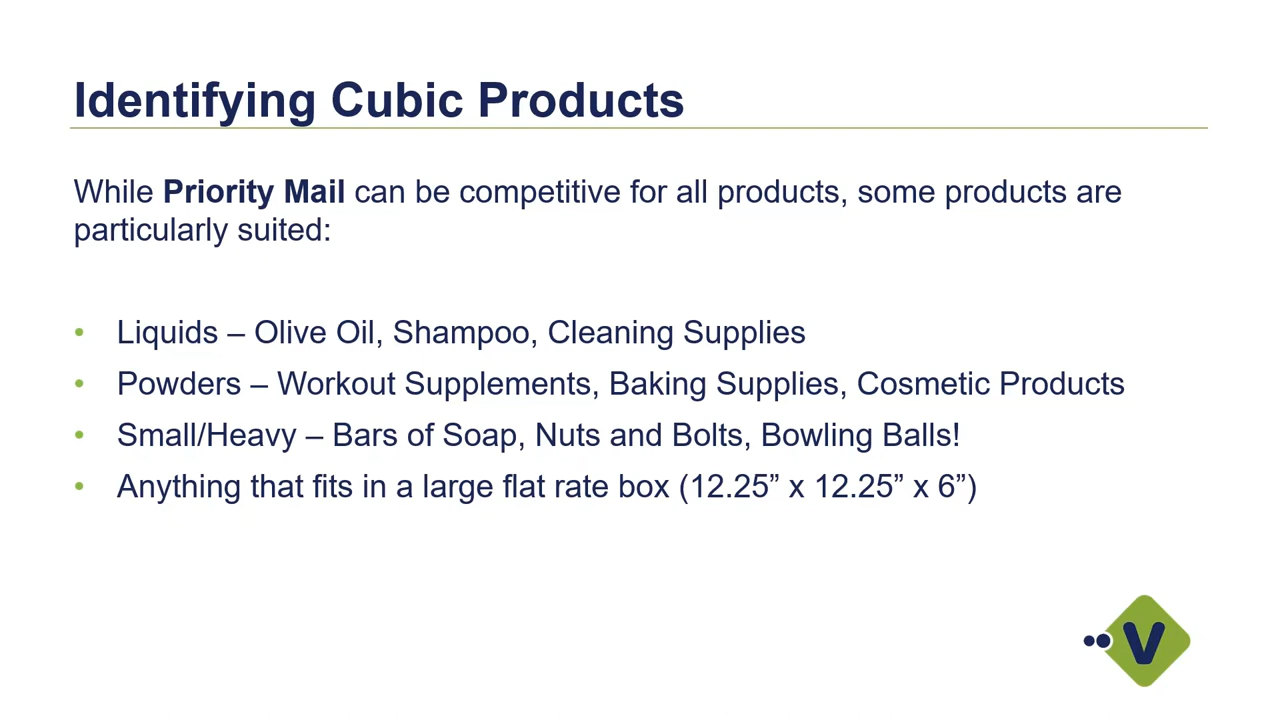 Identifying Cubic Products
While Priority Mail can be competitive for all products, some products are
particularly suited:
• Liquids – Olive Oil, Shampoo, Cleaning Supplies
• Powders – Workout Supplements, Baking Supplies, Cosmetic Products
• Small/Heavy – Bars of Soap, Nuts and Bolts, Bowling Balls!
• Anything that fits in a large flat rate box (12.25” x 12.25” x 6”)
V